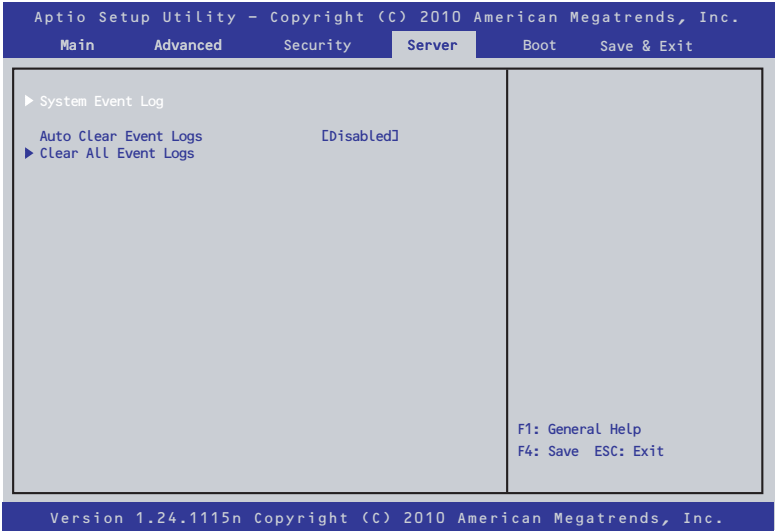 Aptio Setup Utility – Copyright (C) 2010 American Megatrends, Inc.
Main Advanced Security Server Boot Save & Exit
System Event Log
Auto Clear Event Logs [Disabled]
Clear All Event Logs
F1: General Help
F4: Save ESC: Exit
Version 1.24.1115n Copyright (C) 2010 American Megatrends, Inc.